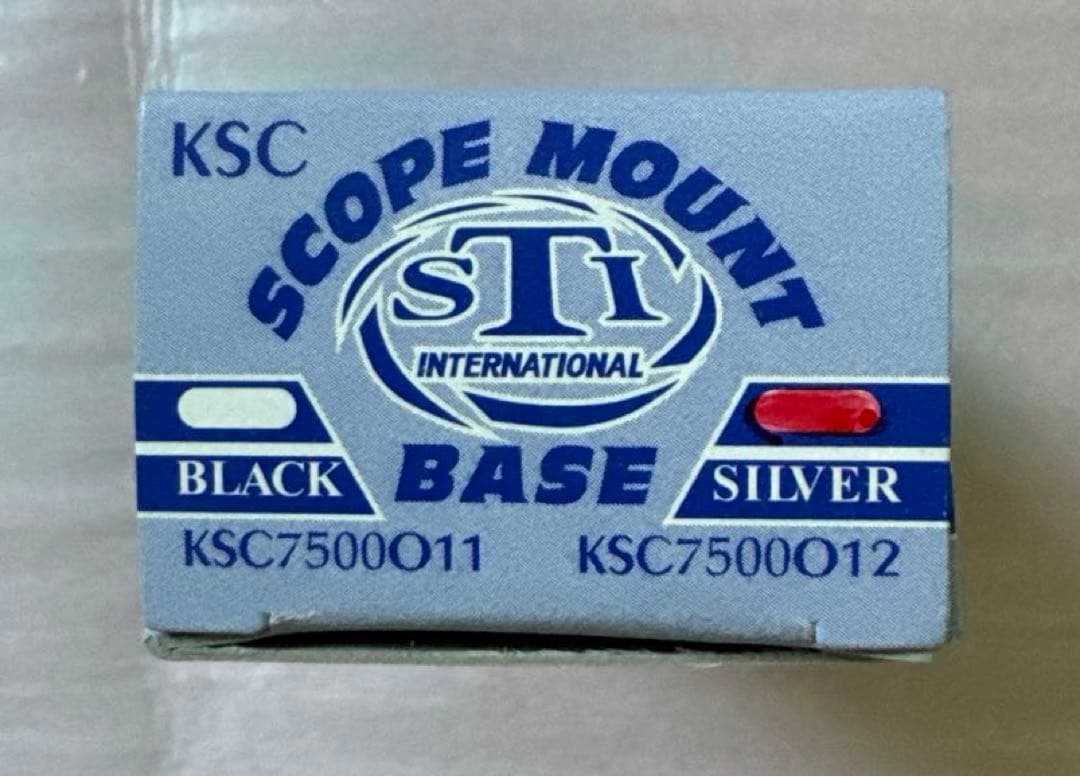 KSC
SCOPE MOUNT
STI
INTERNATIONAL
BASE
BLACK
SILVER
KSC7500O11
KSC7500O12